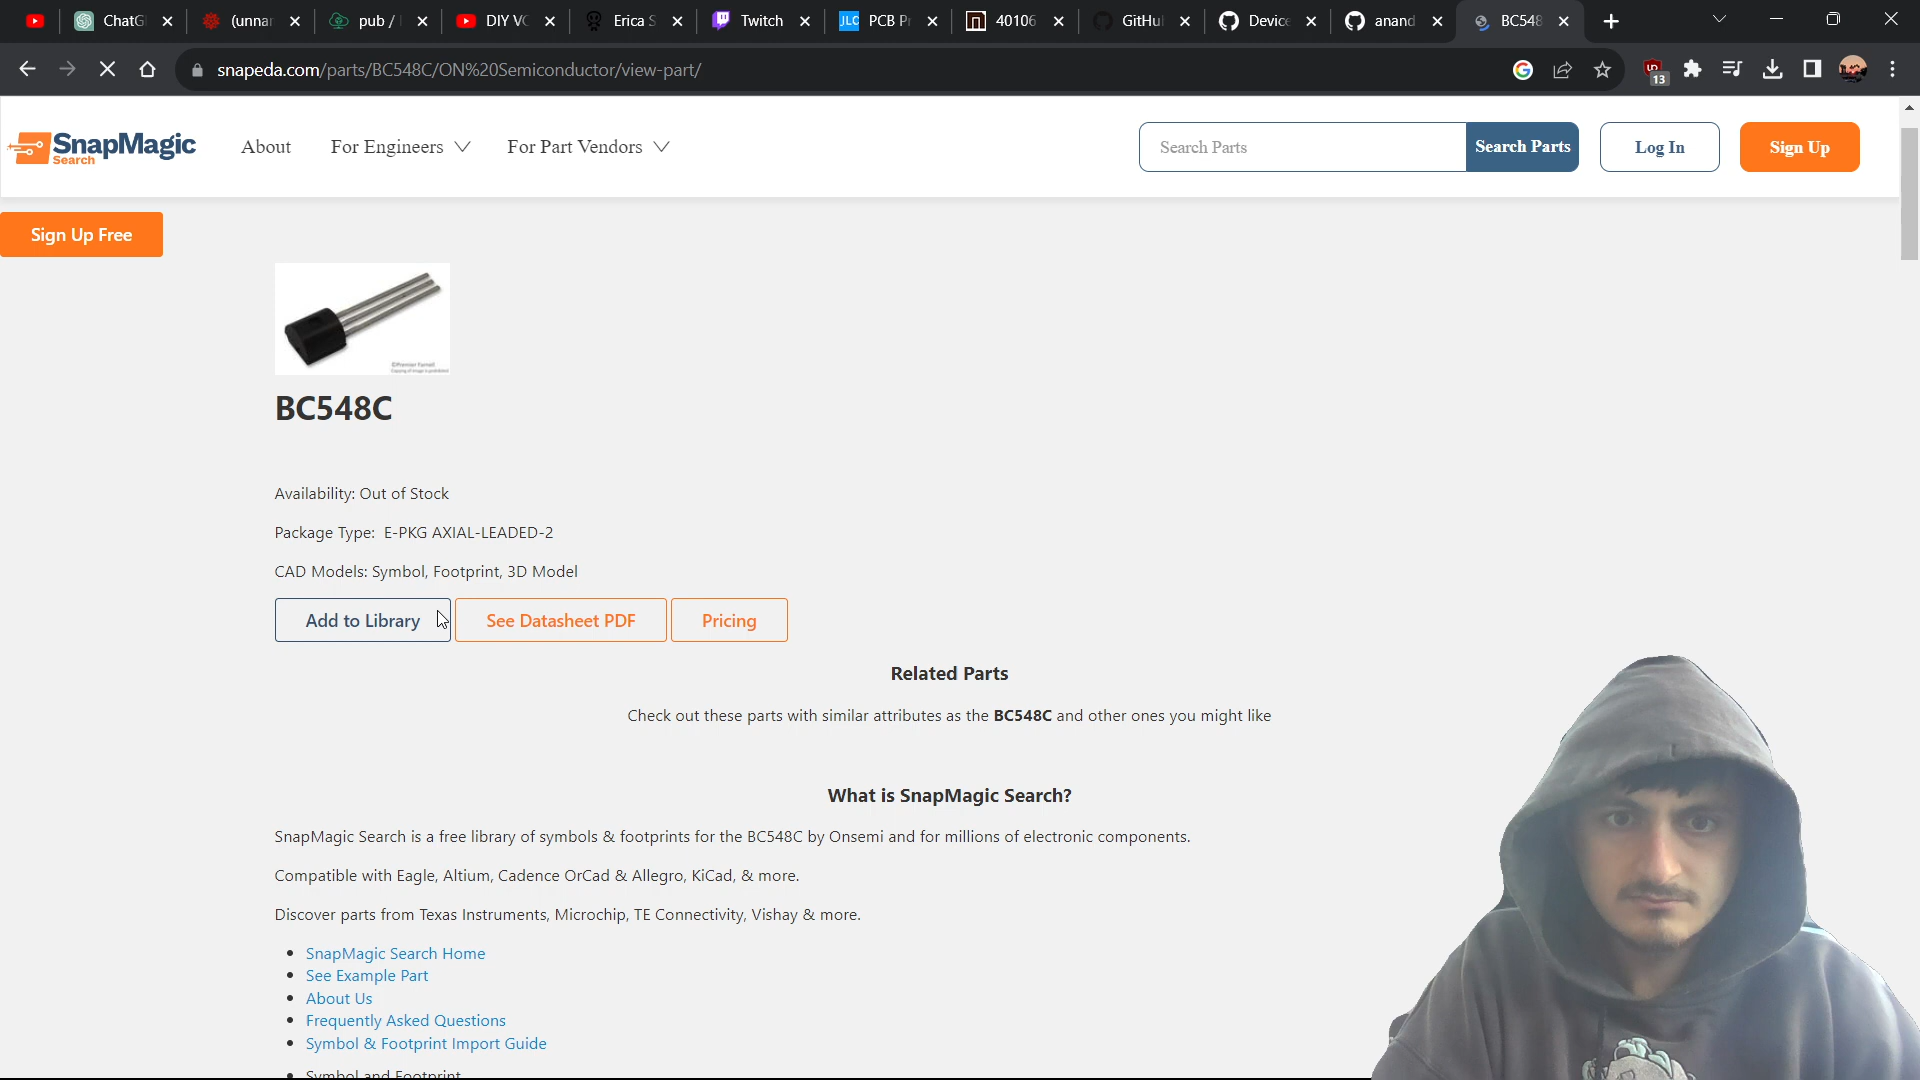 ChatG
(unnar
pub /
DIY VC
Erica S
Twitch
JLC
PCB P
40106
GitHu
Device
anand
BC548
snapeda.com/parts/BC548C/ON%20Semiconductor/view-part/
13
SnapMagic
Search
About
For Engineers
For Part Vendors
Search Parts
Search Parts
Log In
Sign Up
Sign Up Free
©Premier Farnell
BC548C
Availability: Out of Stock
Package Type: E-PKG AXIAL-LEADED-2
CAD Models: Symbol, Footprint, 3D Model
Add to Library
See Datasheet PDF
Pricing
Related Parts
Check out these parts with similar attributes as the BC548C and other ones you might like
What is SnapMagic Search?
SnapMagic Search is a free library of symbols & footprints for the BC548C by Onsemi and for millions of electronic components.
Compatible with Eagle, Altium, Cadence OrCad & Allegro, KiCad, & more.
Discover parts from Texas Instruments, Microchip, TE Connectivity, Vishay & more.
SnapMagic Search Home
See Example Part
About Us
Frequently Asked Questions
Symbol & Footprint Import Guide
Symbol and Footprint